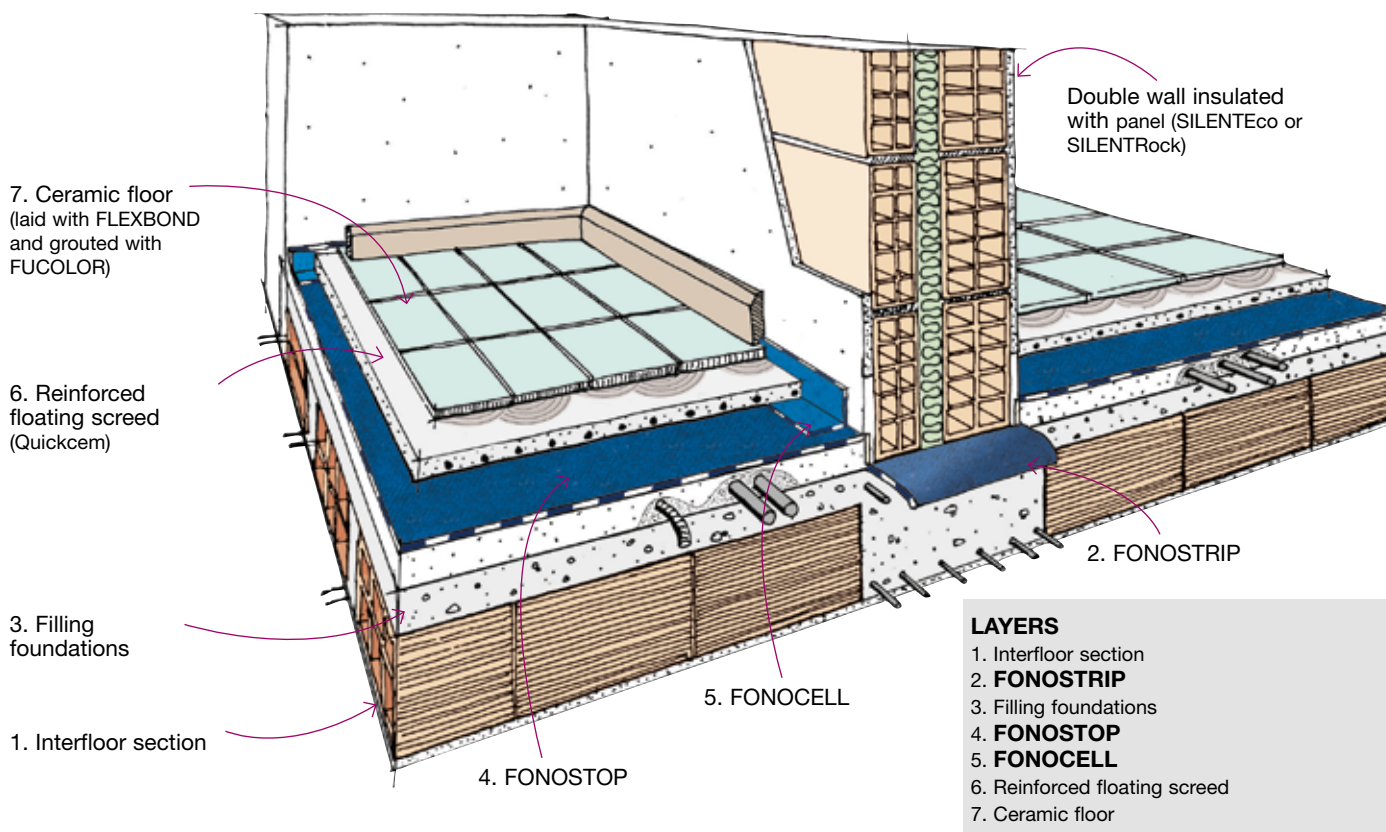 Double wall insulated
with panel (SILENTEco or
SILENTRock)
7. Ceramic floor
(laid with FLEXBOND
and grouted with
FUCOLOR)
6. Reinforced
floating screed
(Quickcem)
2. FONOSTRIP
3. Filling
foundations
5. FONOCELL
1. Interfloor section
4. FONOSTOP
LAYERS
1. Interfloor section
2. FONOSTRIP
3. Filling foundations
4. FONOSTOP
5. FONOCELL
6. Reinforced floating screed
7. Ceramic floor